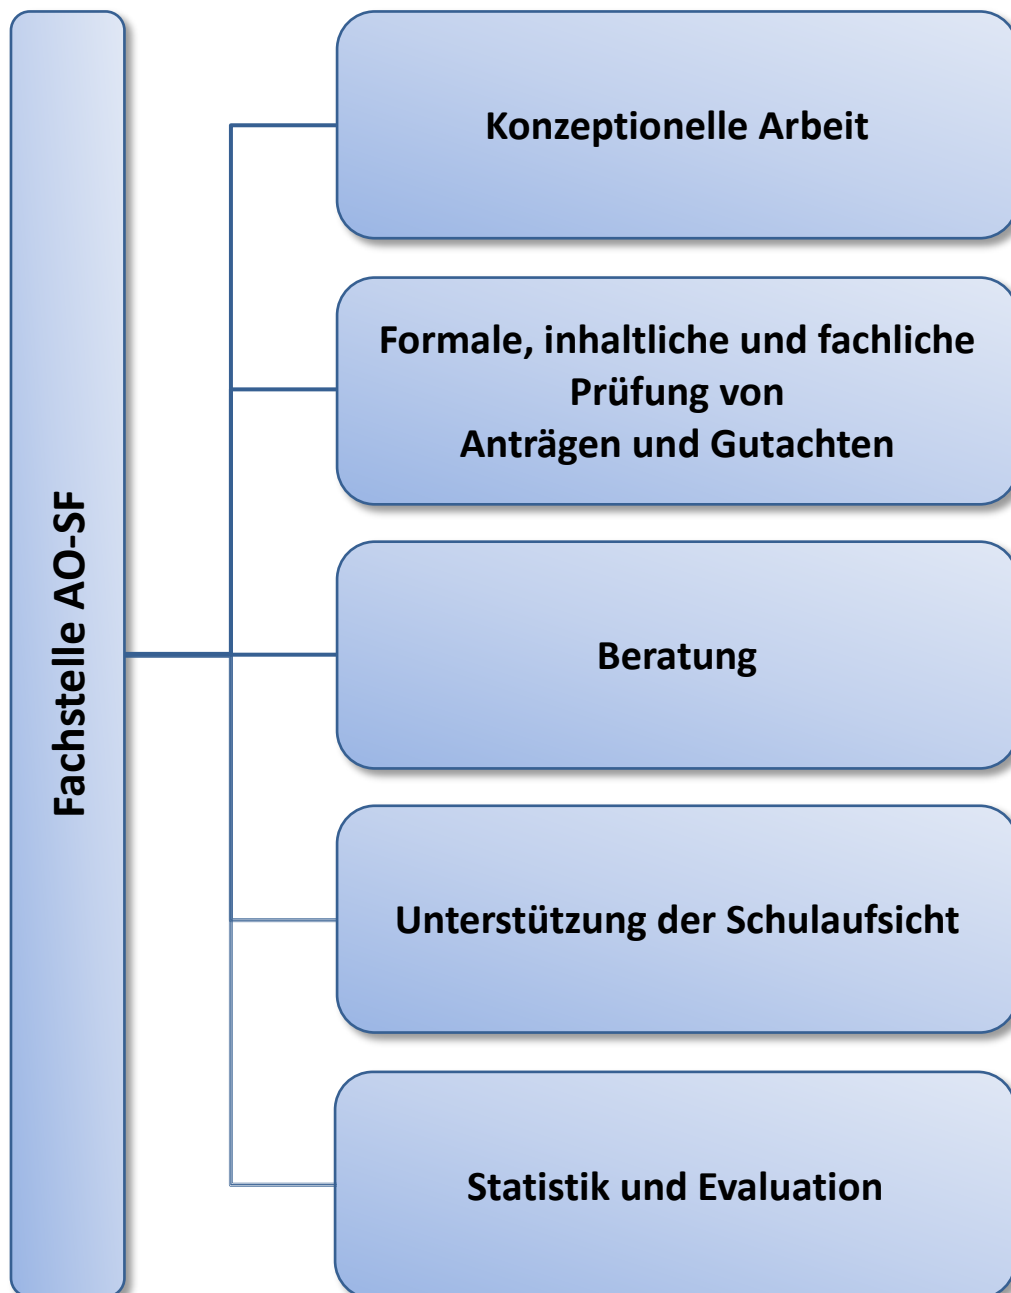 Fachstelle AO-SF
Konzeptionelle Arbeit
Formale, inhaltliche und fachliche
Prüfung von
Anträgen und Gutachten
Beratung
Unterstützung der Schulaufsicht
Statistik und Evaluation